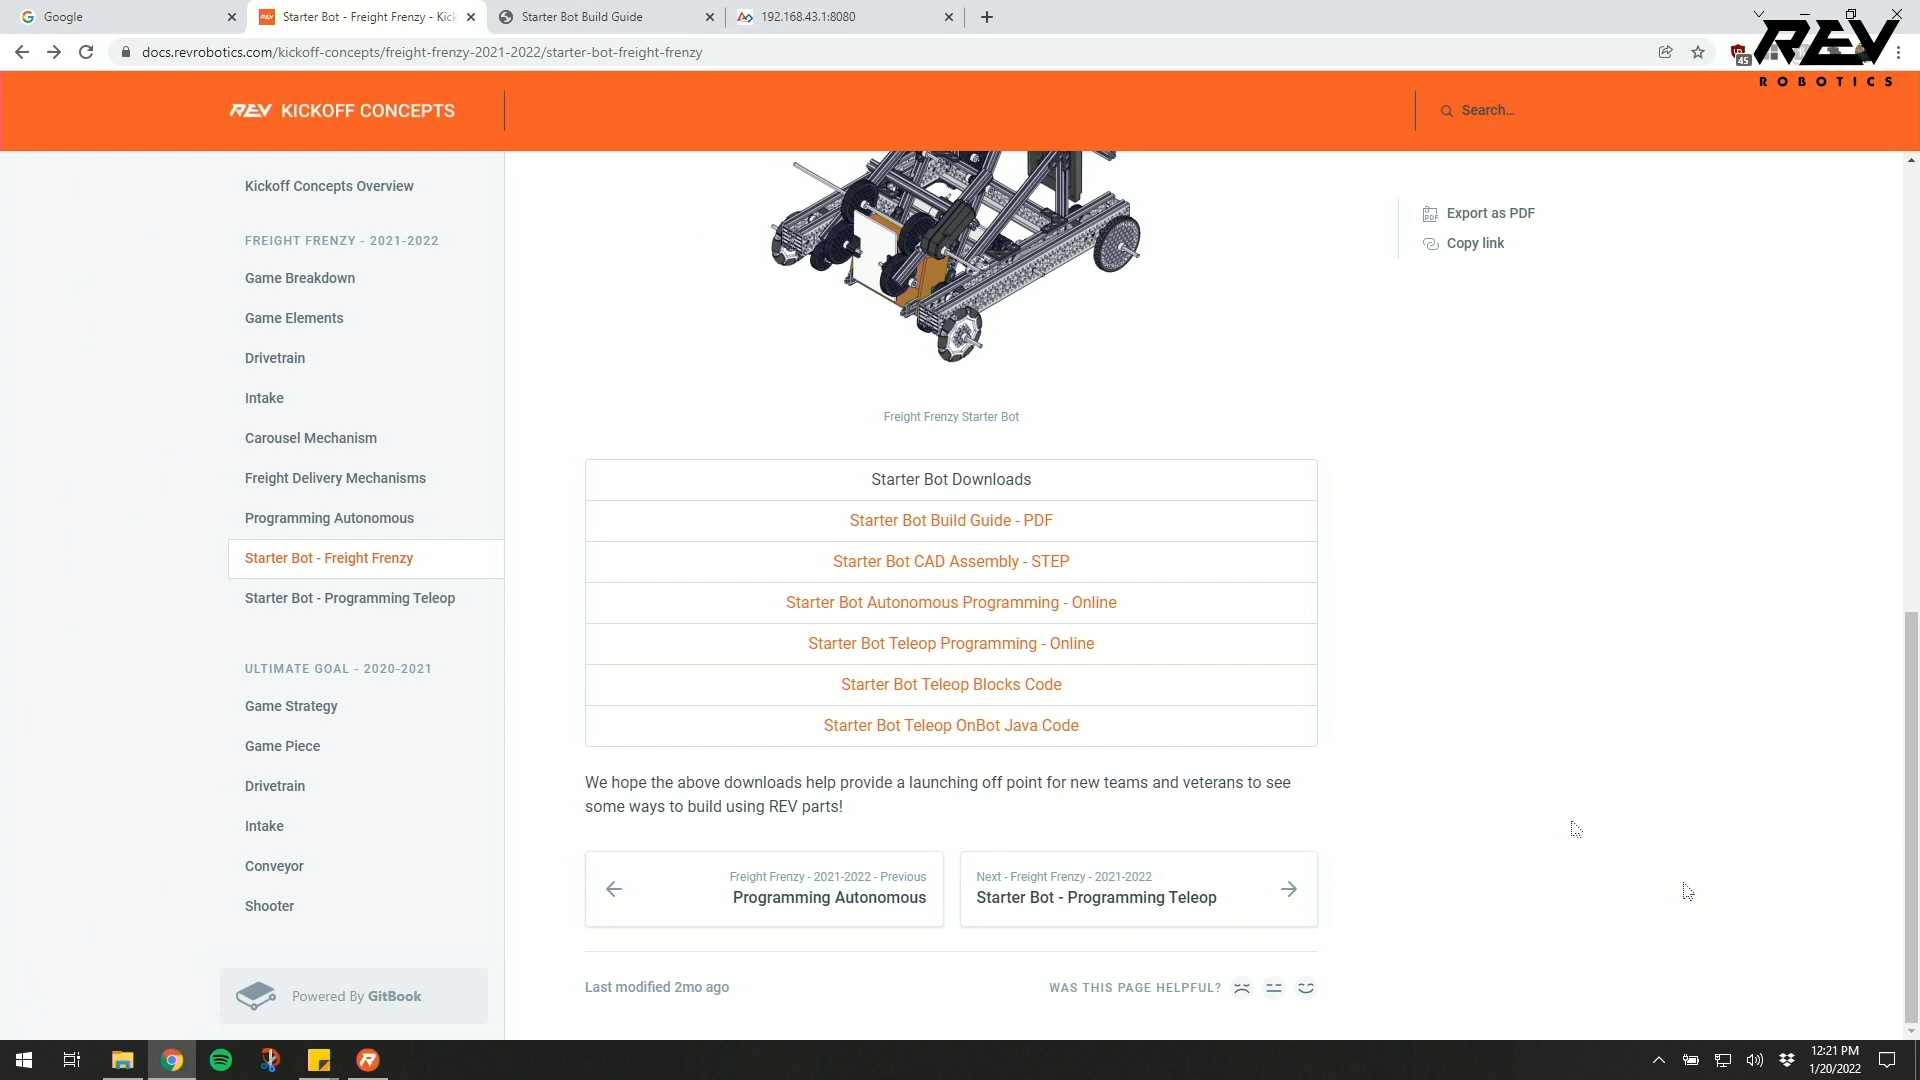 Google
Starter Bot - Freight Frenzy - Kick
Starter Bot Build Guide
192.168.43.1:8080
docs.revrobotics.com/kickoff-concepts/freight-frenzy-2021-2022/starter-bot-freight-frenzy
45
REV
ROBOTICS
REV KICKOFF CONCEPTS
Search...
Kickoff Concepts Overview
FREIGHT FRENZY - 2021-2022
Game Breakdown
Game Elements
Drivetrain
Intake
Carousel Mechanism
Freight Delivery Mechanisms
Programming Autonomous
Starter Bot - Freight Frenzy
Starter Bot - Programming Teleop
ULTIMATE GOAL - 2020-2021
Game Strategy
Game Piece
Drivetrain
Intake
Conveyor
Shooter
Powered By GitBook
Freight Frenzy Starter Bot
Starter Bot Downloads
Starter Bot Build Guide - PDF
Starter Bot CAD Assembly - STEP
Starter Bot Autonomous Programming - Online
Starter Bot Teleop Programming - Online
Starter Bot Teleop Blocks Code
Starter Bot Teleop OnBot Java Code
We hope the above downloads help provide a launching off point for new teams and veterans to see
some ways to build using REV parts!
Freight Frenzy - 2021-2022 - Previous
Programming Autonomous
Next - Freight Frenzy - 2021-2022
Starter Bot - Programming Teleop
Last modified 2mo ago
WAS THIS PAGE HELPFUL?
PDF
Export as PDF
Copy link
12:21 PM
1/20/2022